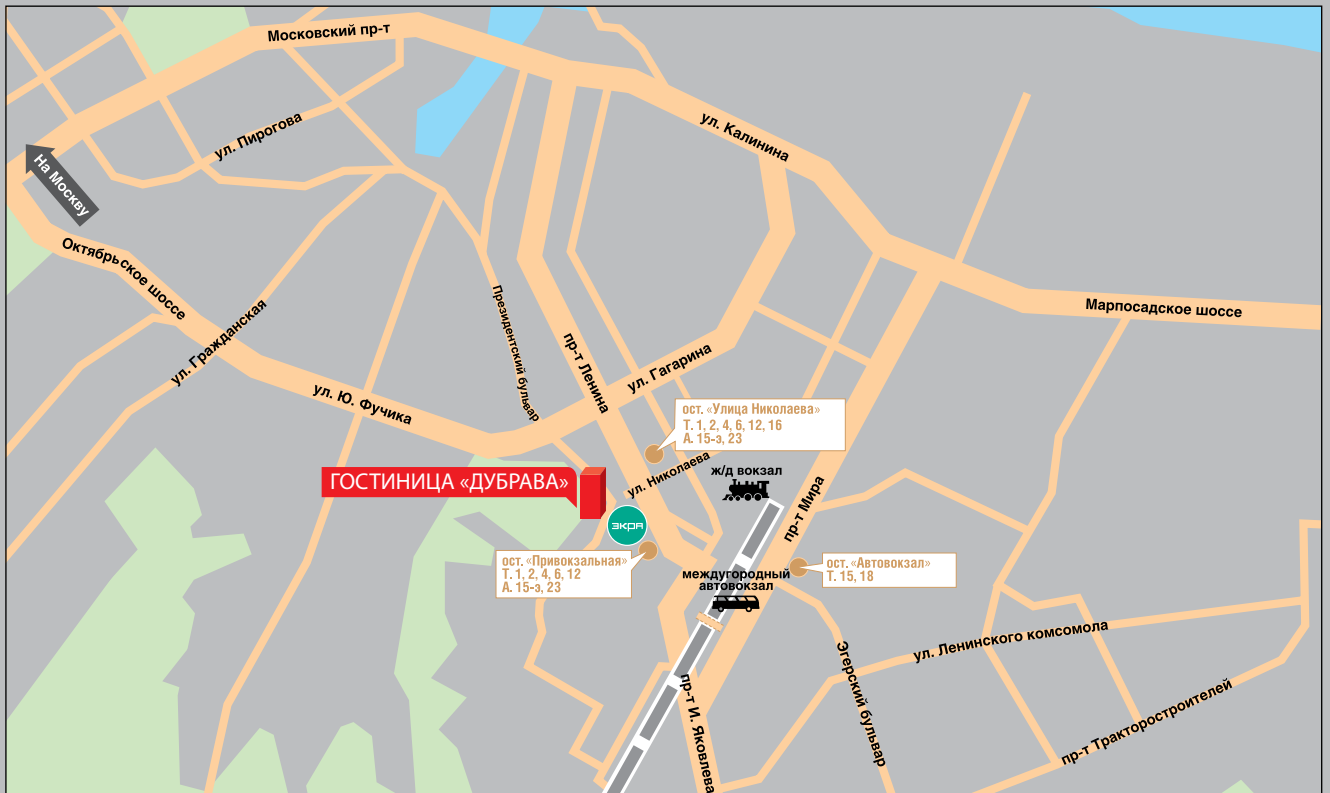 Московский пр-т
ул. Пирогова
ул. Калинина
На Москву
Октябрьское шоссе
Марпосадское шоссе
ул. Гражданская
Президентский бульвар
пр-т Ленина
ул. Гагарина
ул. Ю. Фучика
ост. «Улица Николаева»
Т. 1, 2, 4, 6, 12, 16
А. 15-э, 23
ул. Николаева
ж/д вокзал
ГОСТИНИЦА «ДУБРАВА»
пр-т Мира
экра
ост. «Привокзальная»
Т. 1, 2, 4, 6, 12
А. 15-э, 23
междугородный
автовокзал
ост. «Автовокзал»
Т. 15, 18
ул. Ленинского комсомола
Эгерский бульвар
пр-т И. Яковлева
пр-т Тракторостроителей